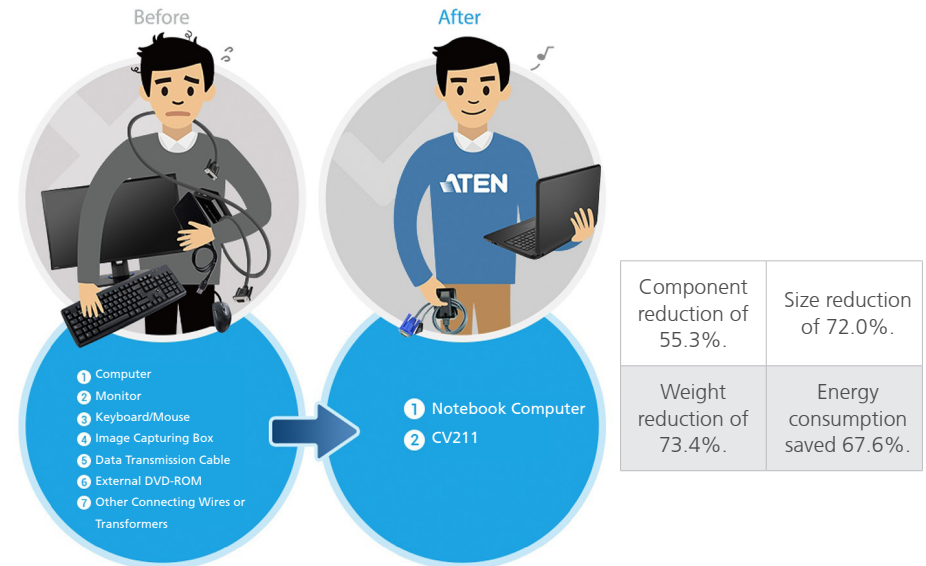 Before
After
ATEN
1 Computer
2 Monitor
3 Keyboard/Mouse
4 Image Capturing Box
5 Data Transmission Cable
6 External DVD-ROM
7 Other Connecting Wires or
Transformers
1 Notebook Computer
2 CV211
Component
reduction of
55.3%.
Size reduction
of 72.0%.
Weight
reduction of
73.4%.
Energy
consumption
saved 67.6%.